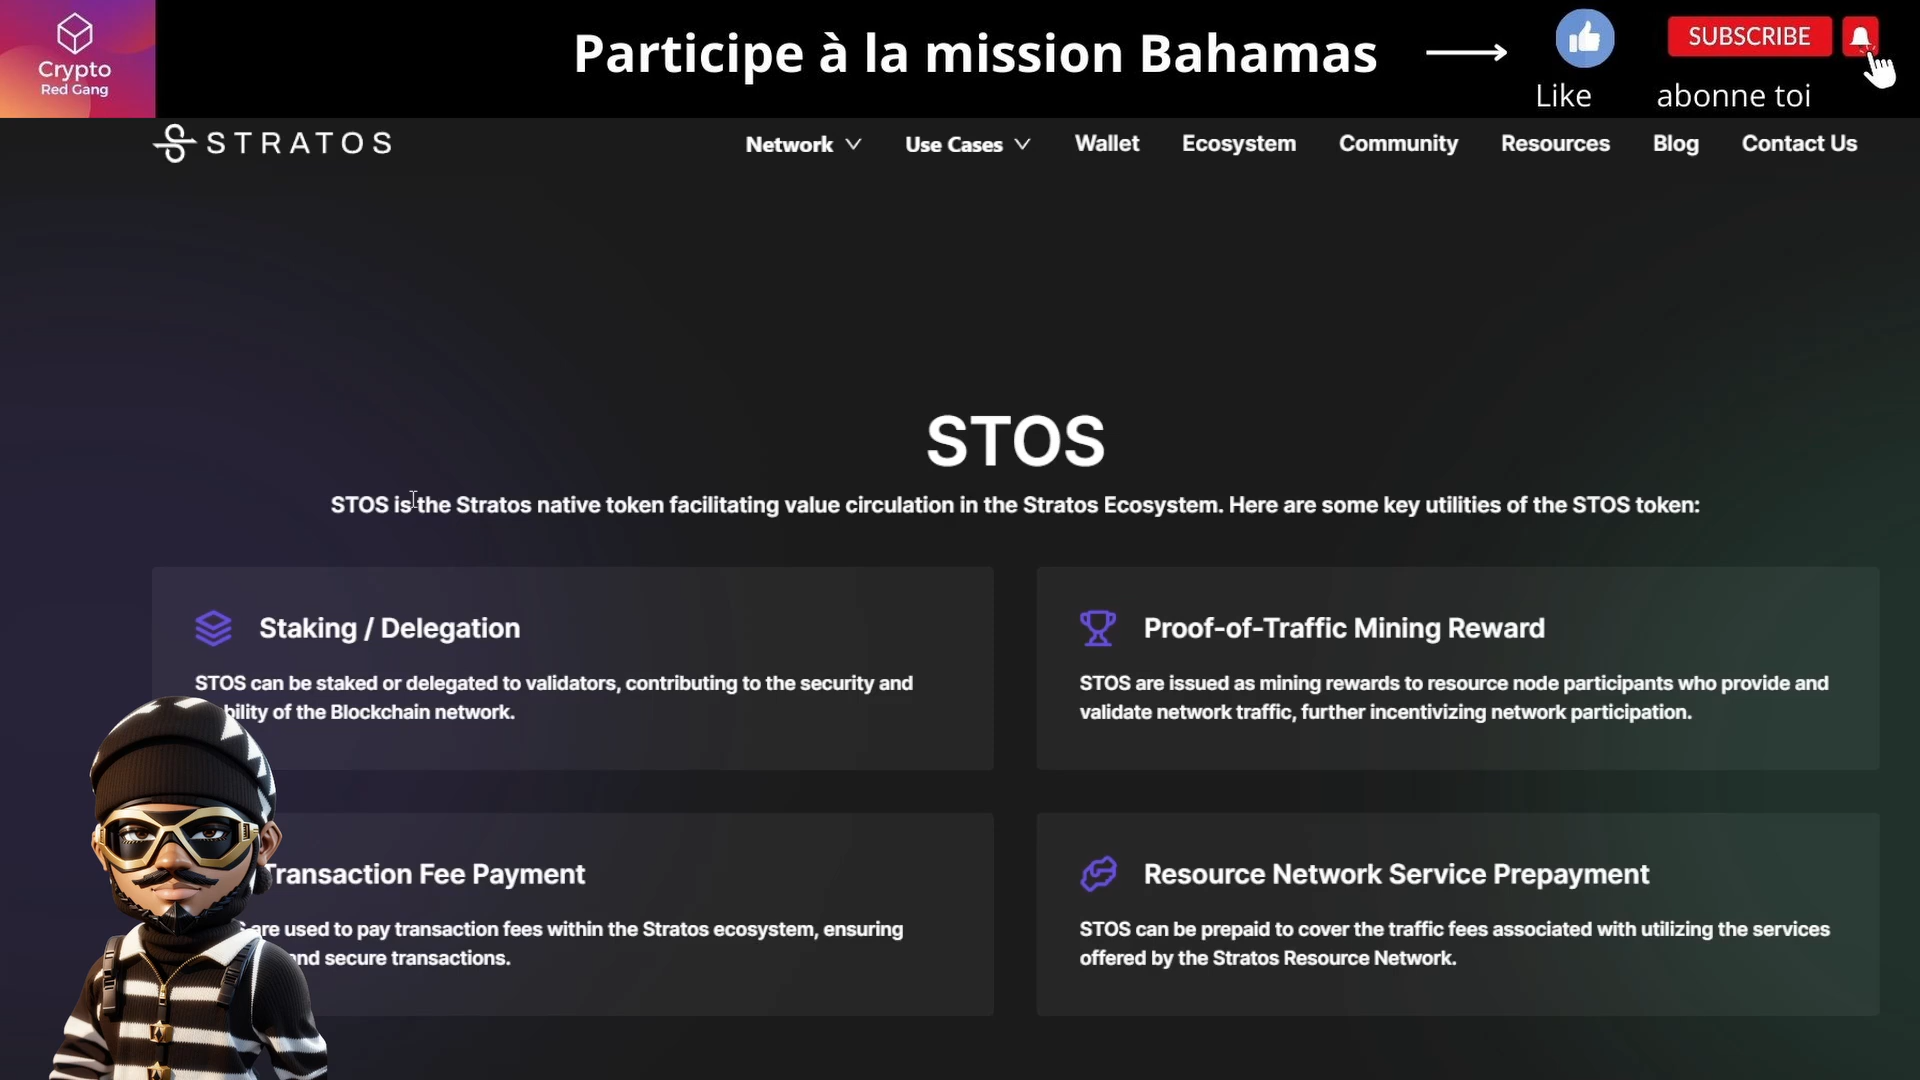 Crypto
Red Gang
Participe à la mission Bahamas
SUBSCRIBE
Like
abonne toi
STRATOS
Network
Use Cases
Wallet
Ecosystem
Community
Resources
Blog
Contact Us
STOS
STOS is the Stratos native token facilitating value circulation in the Stratos Ecosystem. Here are some key utilities of the STOS token:
Staking / Delegation
STOS can be staked or delegated to validators, contributing to the security and
bility of the Blockchain network.
Proof-of-Traffic Mining Reward
STOS are issued as mining rewards to resource node participants who provide and
validate network traffic, further incentivizing network participation.
Transaction Fee Payment
are used to pay transaction fees within the Stratos ecosystem, ensuring
and secure transactions.
Resource Network Service Prepayment
STOS can be prepaid to cover the traffic fees associated with utilizing the services
offered by the Stratos Resource Network.